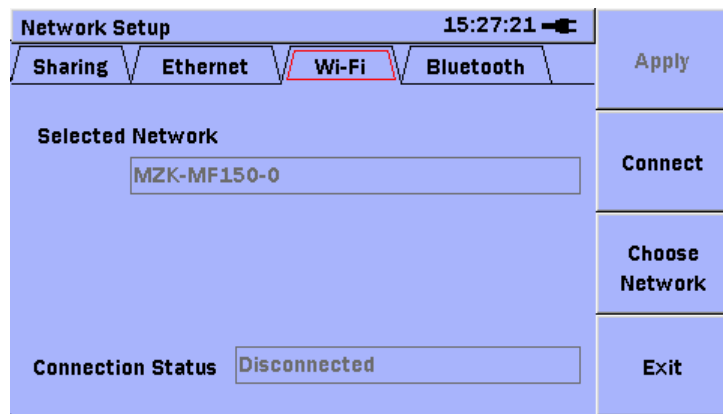 Network Setup 15:27:21
Sharing Ethernet Wi-Fi Bluetooth
Selected Network
MZK-MF150-0
Connection Status Disconnected
Apply
Connect
Choose
Network
Exit